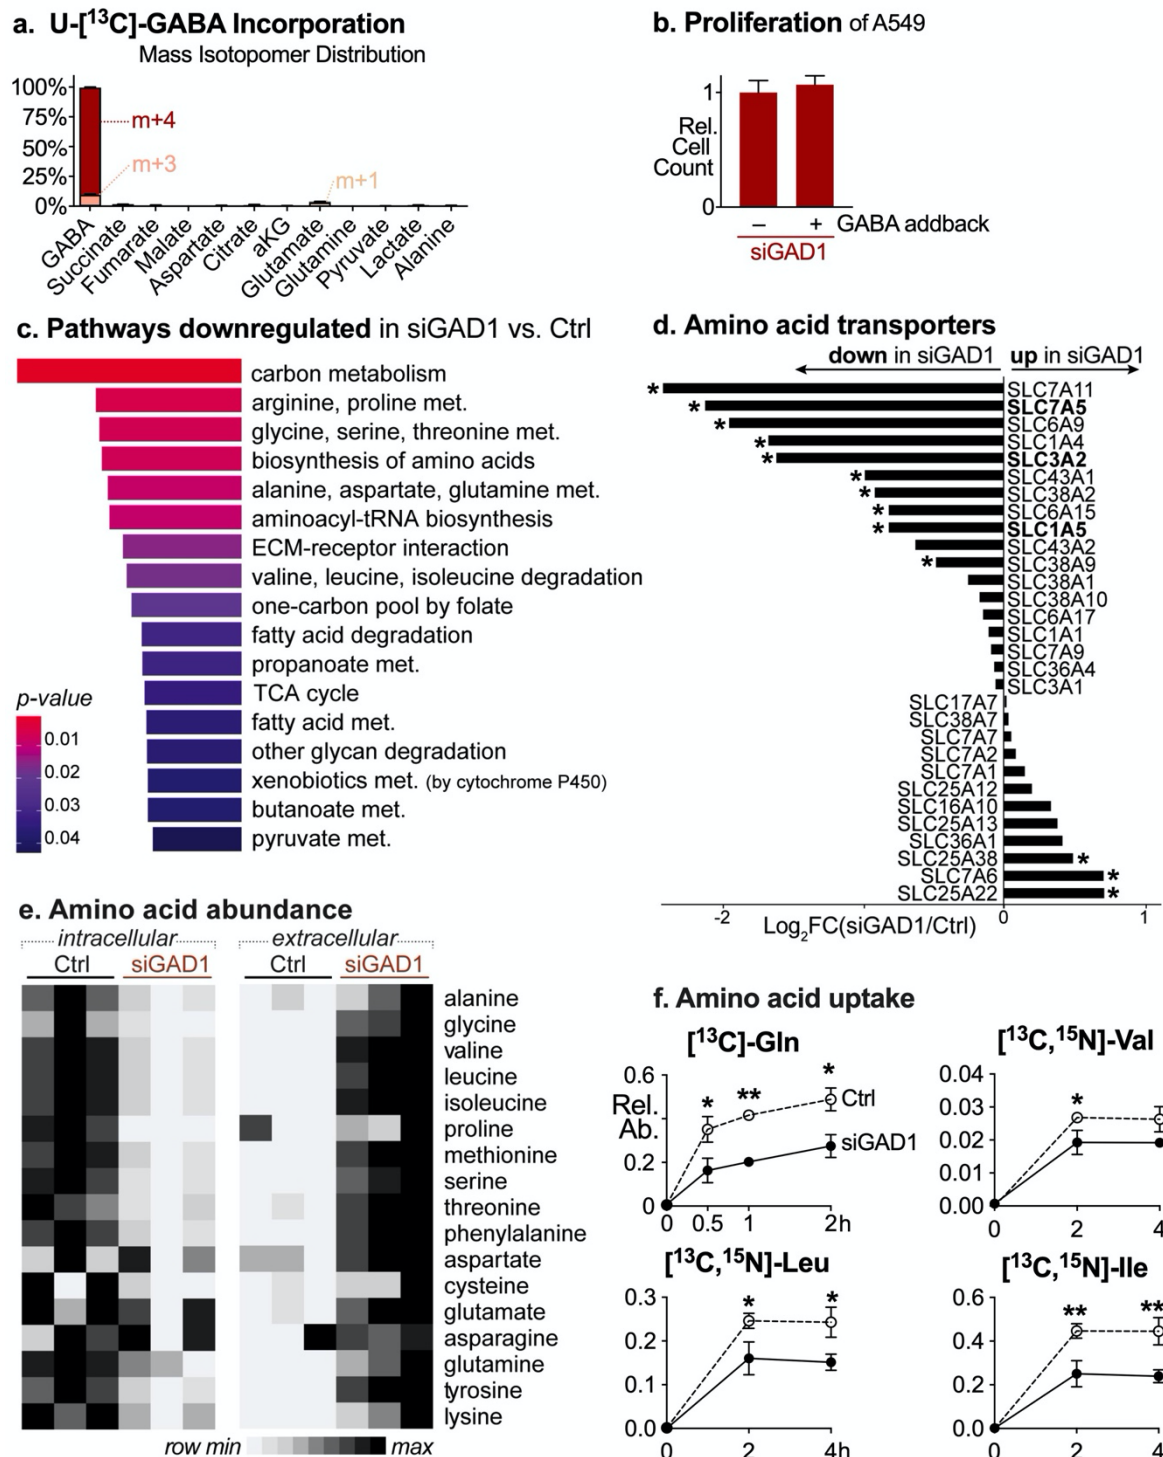 a. U-[¹³C]-GABA Incorporation
Mass Isotopomer Distribution
100%
75%
50%
25%
0%
m+4
m+3
m+1
GABA
Succinate
Fumarate
Malate
Aspartate
Citrate
aKG
Glutamate
Glutamine
Pyruvate
Lactate
Alanine
b. Proliferation of A549
1
Rel.
Cell
Count
0
– + GABA addback
siGAD1
c. Pathways downregulated in siGAD1 vs. Ctrl
carbon metabolism
arginine, proline met.
glycine, serine, threonine met.
biosynthesis of amino acids
alanine, aspartate, glutamine met.
aminoacyl-tRNA biosynthesis
ECM-receptor interaction
valine, leucine, isoleucine degradation
one-carbon pool by folate
fatty acid degradation
propanoate met.
TCA cycle
fatty acid met.
other glycan degradation
xenobiotics met. (by cytochrome P450)
butanoate met.
pyruvate met.
p-value
0.01
0.02
0.03
0.04
d. Amino acid transporters
down in siGAD1 up in siGAD1
* SLC7A11
* SLC7A5
* SLC6A9
* SLC1A4
* SLC3A2
* SLC43A1
* SLC38A2
* SLC6A15
* SLC1A5
SLC43A2
* SLC38A9
SLC38A1
SLC38A10
SLC6A17
SLC1A1
SLC7A9
SLC36A4
SLC3A1
SLC17A7
SLC38A7
SLC7A7
SLC7A2
SLC7A1
SLC25A12
SLC16A10
SLC25A13
SLC36A1
SLC25A38 *
SLC7A6 *
SLC25A22 *
-2 0 1
Log₂FC(siGAD1/Ctrl)
e. Amino acid abundance
intracellular extracellular
Ctrl siGAD1 Ctrl siGAD1
alanine
glycine
valine
leucine
isoleucine
proline
methionine
serine
threonine
phenylalanine
aspartate
cysteine
glutamate
asparagine
glutamine
tyrosine
lysine
row min max
f. Amino acid uptake
[¹³C]-Gln
0.6
Rel.
Ab.
0.2
0
* ** *
Ctrl
siGAD1
0 0.5 1 2h
[¹³C,¹⁵N]-Val
0.04
0.03
0.02
0.01
0.00
*
0 2 4
[¹³C,¹⁵N]-Leu
0.3
0.2
0.1
0.0
* *
0 2 4h
[¹³C,¹⁵N]-Ile
0.6
0.4
0.2
0.0
** **
0 2 4